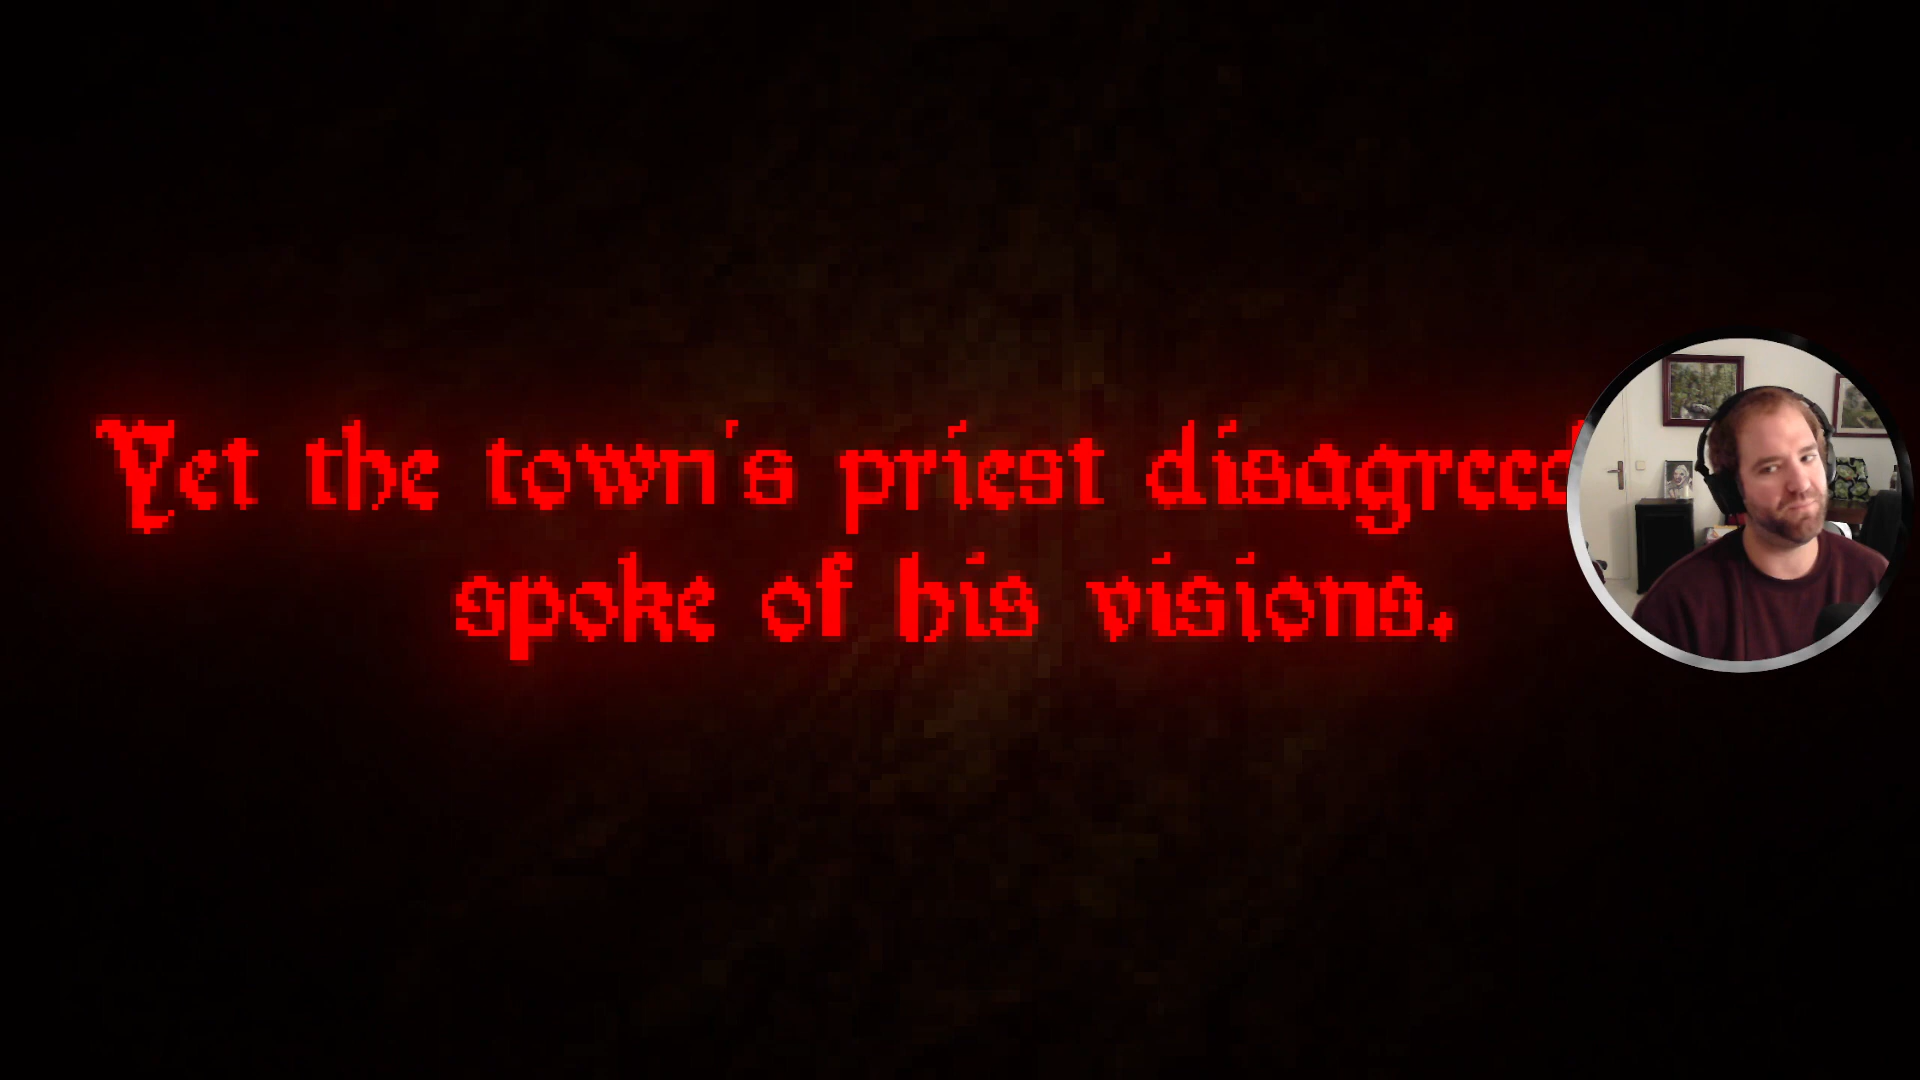 Yet the town's priest disagreed
spoke of his visions.